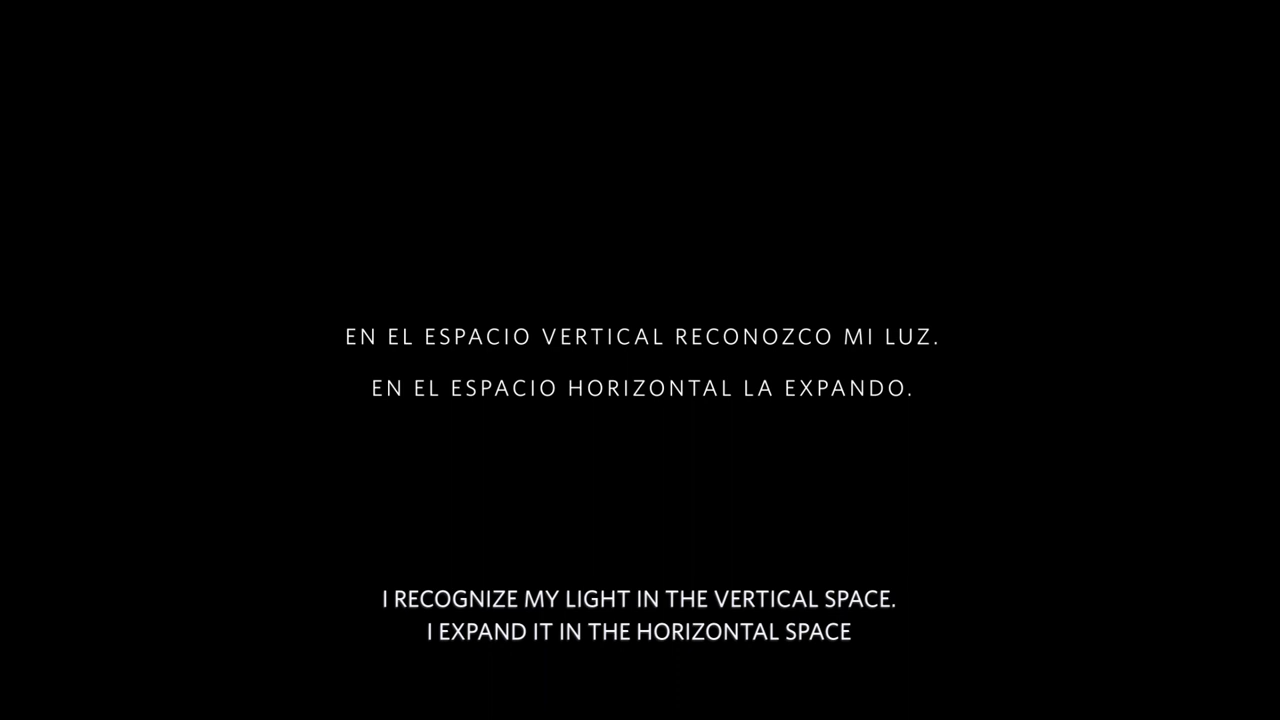 EN EL ESPACIO VERTICAL RECONOZCO MI LUZ.
EN EL ESPACIO HORIZONTAL LA EXPANDO.
I RECOGNIZE MY LIGHT IN THE VERTICAL SPACE.
I EXPAND IT IN THE HORIZONTAL SPACE